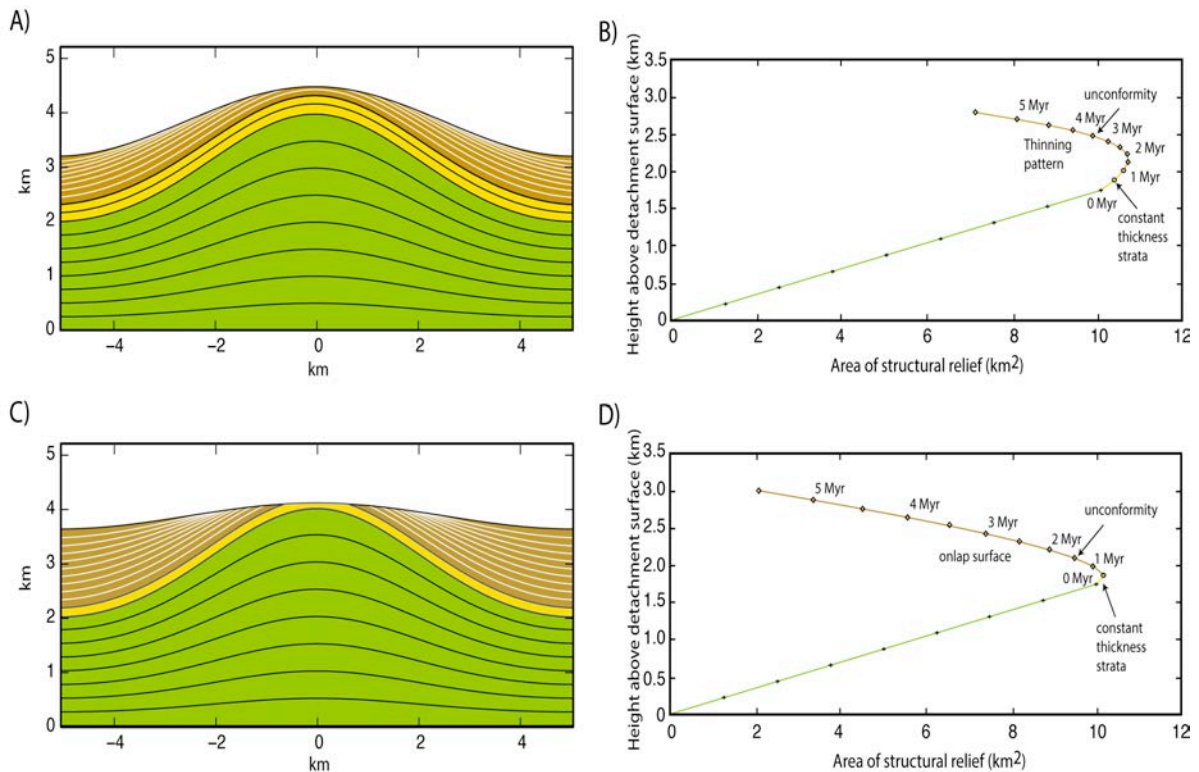 A)
5
4
3
2
1
0
km
−4
−2
0
2
4
km
B)
3.5
3.0
2.5
2.0
1.5
1.0
0.5
0
Height above detachment surface (km)
5 Myr
4 Myr
unconformity
3 Myr
Thinning
pattern
2 Myr
1 Myr
0 Myr
constant
thickness
strata
0
2
4
6
8
10
12
Area of structural relief (km2)
C)
5
4
3
2
1
0
km
−4
−2
0
2
4
km
D)
3.5
3.0
2.5
2.0
1.5
1.0
0.5
0
Height above detachment surface (km)
5 Myr
4 Myr
unconformity
3 Myr
2 Myr
onlap surface
1 Myr
0 Myr
constant
thickness
strata
0
2
4
6
8
10
12
Area of structural relief (km2)